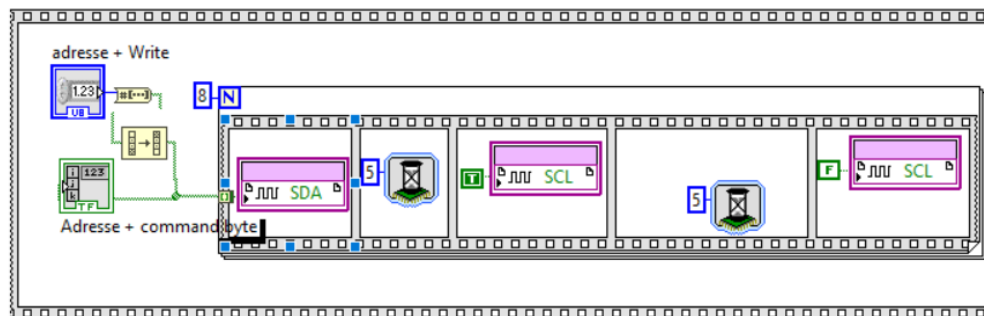 adresse + Write
1.23
U8
#[...]
8 N
i 123
j
k
TF
Adresse + command byte
SDA
5
T
SCL
5
F
SCL